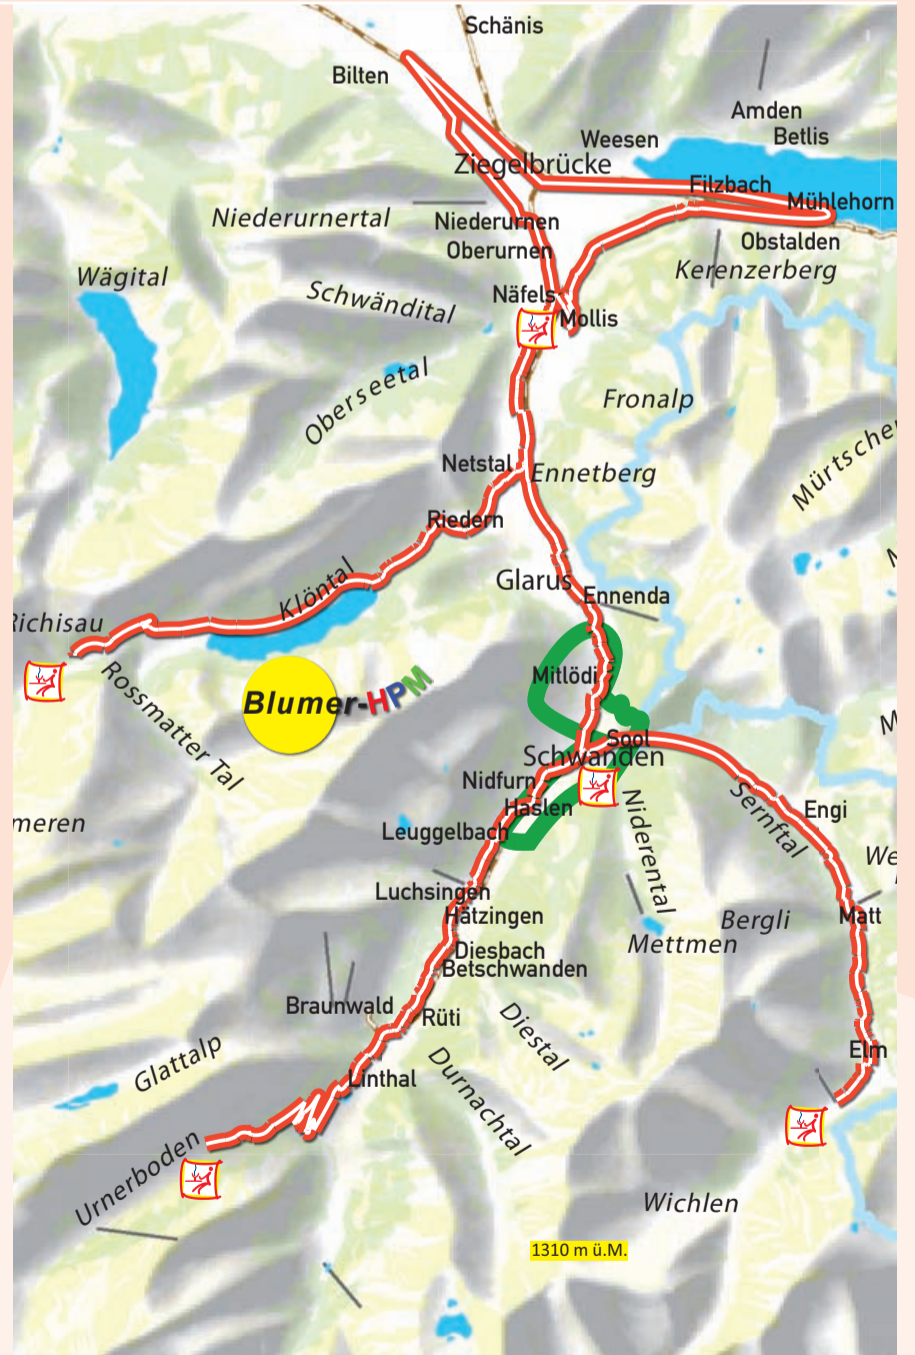 Schänis
Bilten
Amden
Weesen
Betlis
Ziegelbrücke
Filzbach
Mühlehorn
Niederurnertal
Niederurnen
Obstalden
Oberurnen
Kerenzerberg
Wägital
Schwändital
Näfels
Mollis
Oberseetal
Fronalp
Mürtsche
Netstal
Ennetberg
Riedern
Glarus
Klöntal
Ennenda
Richisau
Mitlödi
Rossmatter Tal
Blumer-HPM
Sool
Schwanden
Nidfurn
Haslen
Niderental
Sernftal
Engi
meren
Leuggelbach
We
Luchsingen
Hätzingen
Bergli
Matt
Mettmen
Diesbach
Betschwanden
Braunwald
Rüti
Diestal
Elm
Glattalp
Linthal
Durnachtal
Urnerboden
Wichlen
1310 m ü.M.